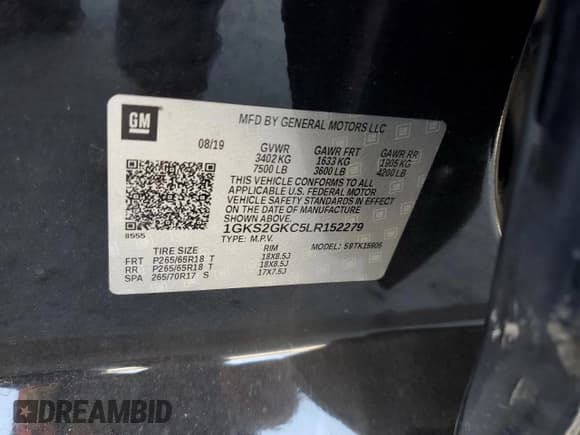 GM
MFD BY GENERAL MOTORS LLC
08/19 GVWR GAWR FRT GAWR RR
3402 KG 1633 KG 1905 KG
7500 LB 3600 LB 4200 LB
THIS VEHICLE CONFORMS TO ALL
APPLICABLE U.S. FEDERAL MOTOR
VEHICLE SAFETY STANDARDS IN EFFECT
ON THE DATE OF MANUFACTURE
SHOWN ABOVE.
8555
1GKS2GKC5LR152279
TYPE: M.P.V. MODEL:
TIRE SIZE RIM
FRT P265/65R18 T 18X8.5J
RR P265/65R18 T 18X8.5J
SPA 265/70R17 S 17X7.5J
DREAMBID